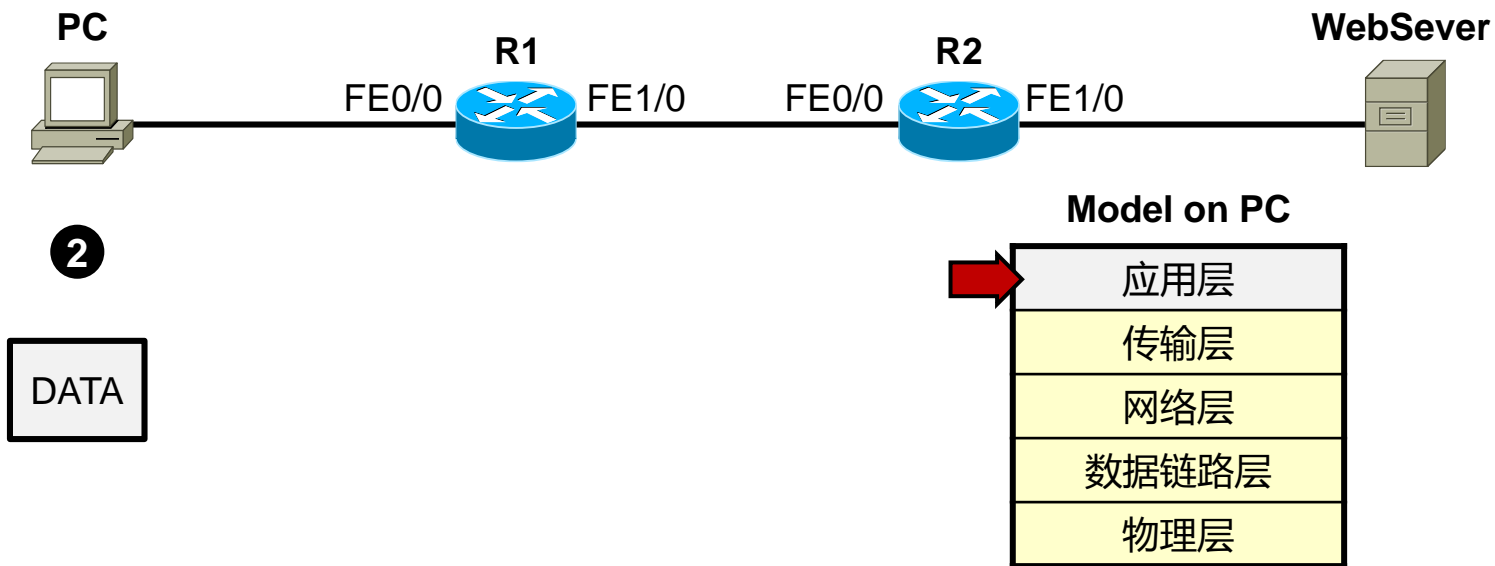 PC
R1
R2
WebSever
FE0/0
FE1/0
FE0/0
FE1/0
2
DATA
Model on PC
应用层
传输层
网络层
数据链路层
物理层